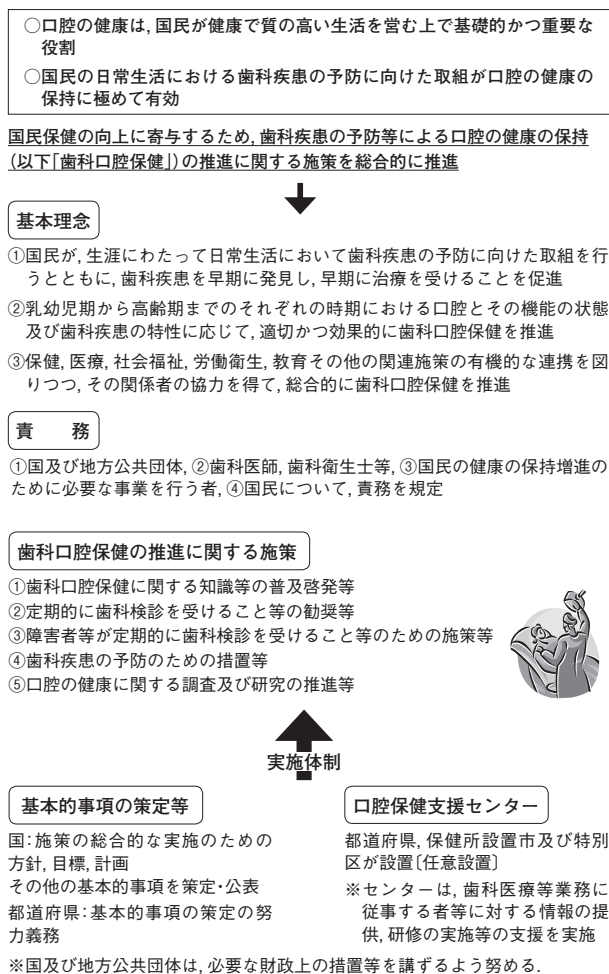 ○口腔の健康は,国民が健康で質の高い生活を営む上で基礎的かつ重要な
役割
○国民の日常生活における歯科疾患の予防に向けた取組が口腔の健康の
保持に極めて有効
国民保健の向上に寄与するため,歯科疾患の予防等による口腔の健康の保持
(以下「歯科口腔保健」)の推進に関する施策を総合的に推進
基本理念
①国民が,生涯にわたって日常生活において歯科疾患の予防に向けた取組を行
うとともに,歯科疾患を早期に発見し,早期に治療を受けることを促進
②乳幼児期から高齢期までのそれぞれの時期における口腔とその機能の状態
及び歯科疾患の特性に応じて,適切かつ効果的に歯科口腔保健を推進
③保健,医療,社会福祉,労働衛生,教育その他の関連施策の有機的な連携を図
りつつ,その関係者の協力を得て,総合的に歯科口腔保健を推進
責 務
①国及び地方公共団体,②歯科医師,歯科衛生士等,③国民の健康の保持増進の
ために必要な事業を行う者,④国民について,責務を規定
歯科口腔保健の推進に関する施策
①歯科口腔保健に関する知識等の普及啓発等
②定期的に歯科検診を受けること等の勧奨等
③障害者等が定期的に歯科検診を受けること等のための施策等
④歯科疾患の予防のための措置等
⑤口腔の健康に関する調査及び研究の推進等
実施体制
基本的事項の策定等
国:施策の総合的な実施のための
方針,目標,計画
その他の基本的事項を策定・公表
都道府県:基本的事項の策定の努
力義務
口腔保健支援センター
都道府県,保健所設置市及び特別
区が設置〔任意設置〕
※センターは,歯科医療等業務に
従事する者等に対する情報の提
供,研修の実施等の支援を実施
※国及び地方公共団体は,必要な財政上の措置等を講ずるよう努める.